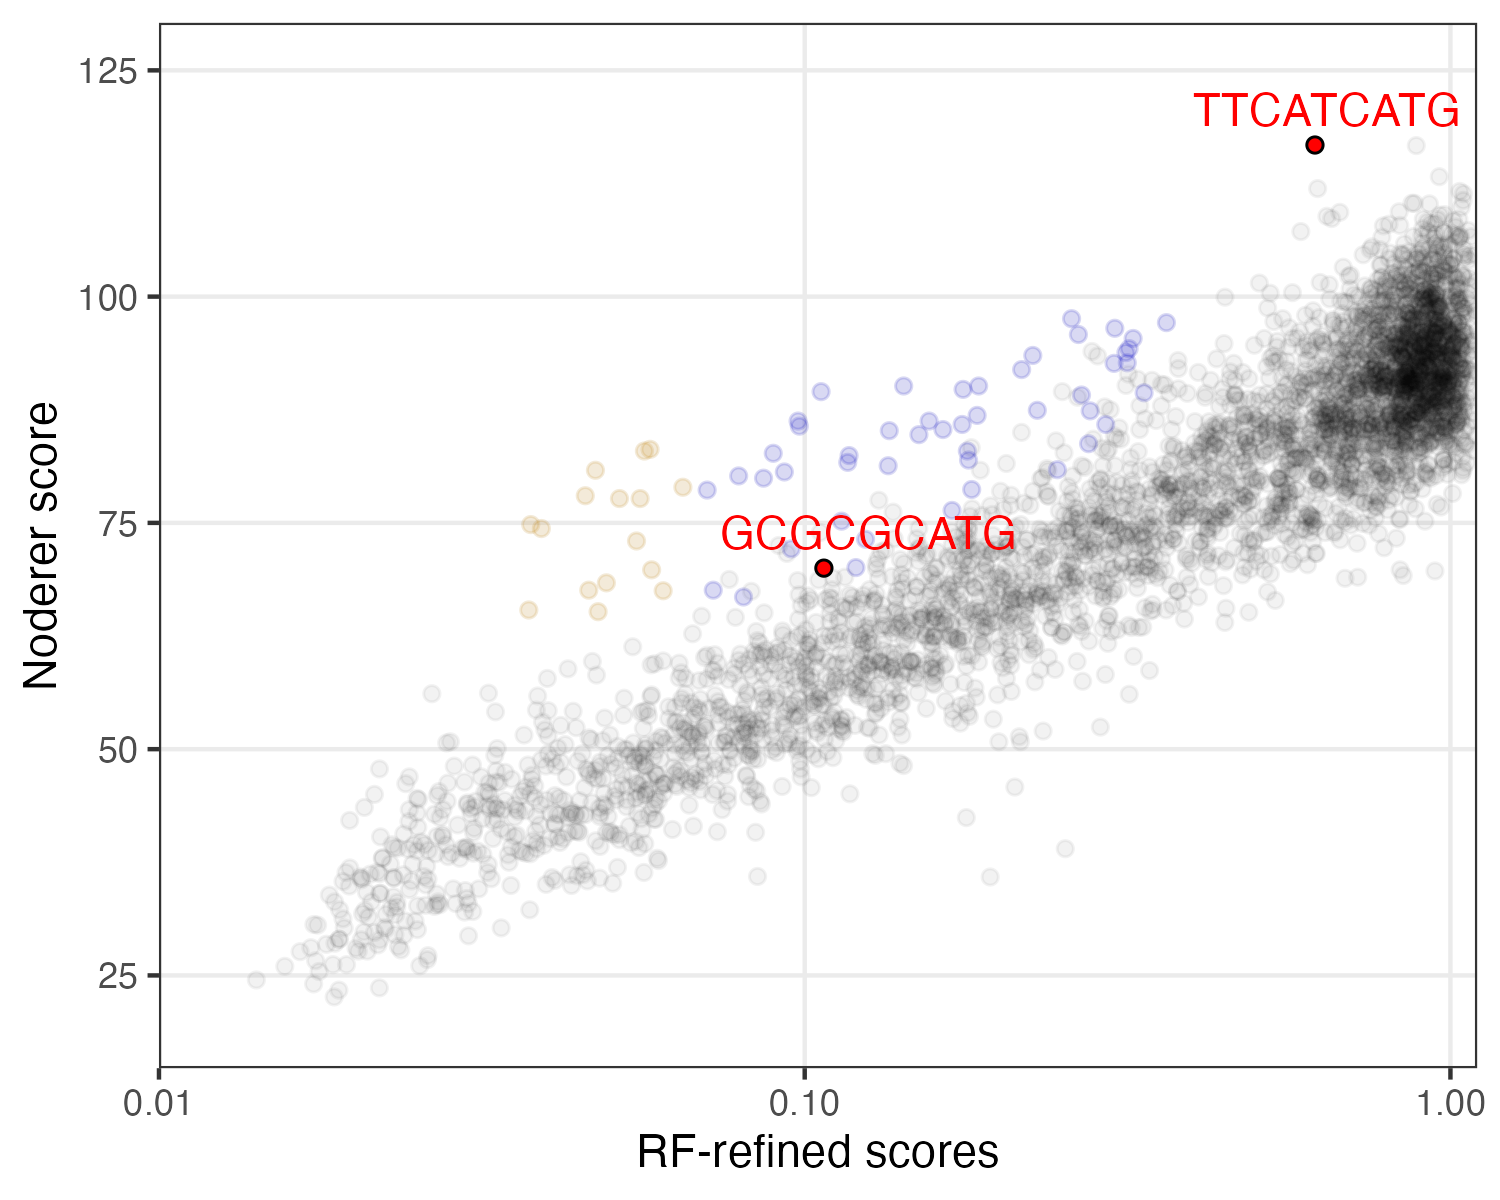 125
TTCATCATG
100
75
GCGCGCATG
50
25
Noderer score
0.01
0.10
1.00
RF-refined scores